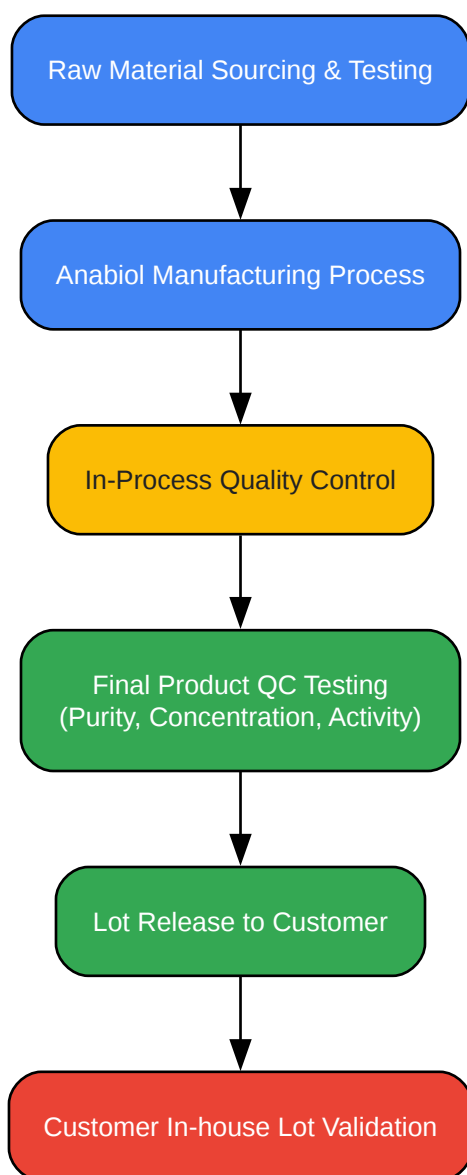 Raw Material Sourcing & Testing
Anabiol Manufacturing Process
In-Process Quality Control
Final Product QC Testing
(Purity, Concentration, Activity)
Lot Release to Customer
Customer In-house Lot Validation